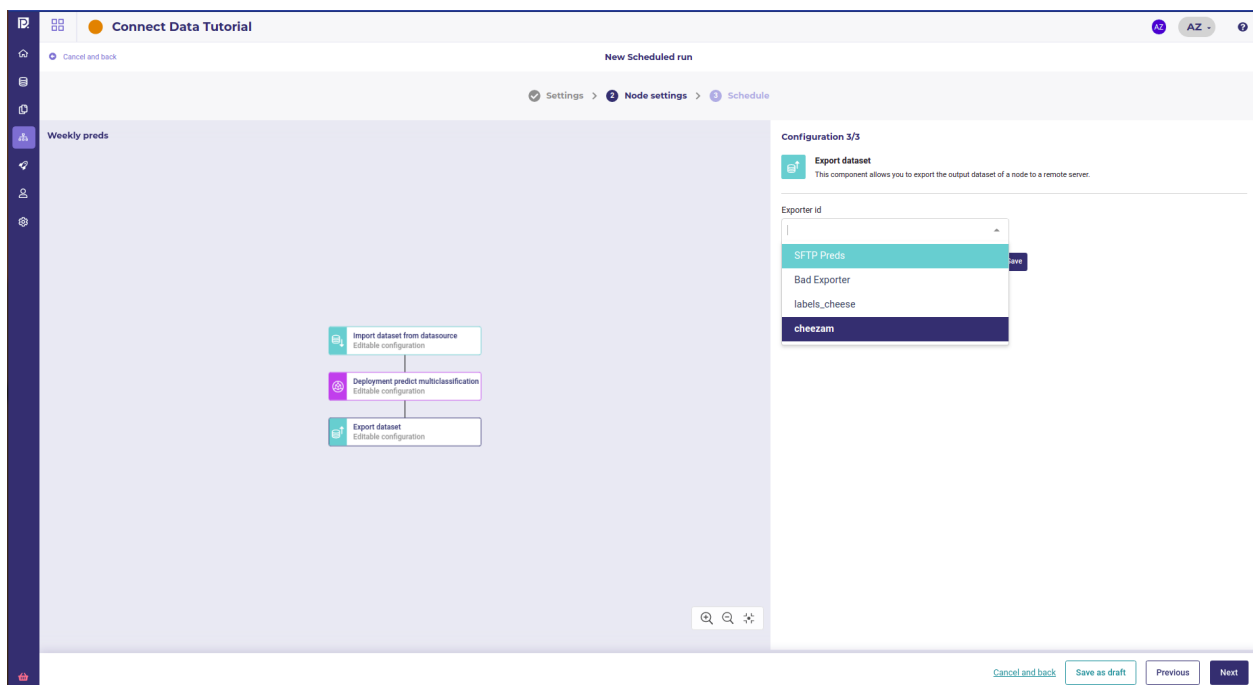 Connect Data Tutorial
AZ
AZ
Cancel and back
New Scheduled run
Settings > 2 Node settings > 3 Schedule
Weekly preds
Import dataset from datasource
Editable configuration
Deployment predict multiclassification
Editable configuration
Export dataset
Editable configuration
Configuration 3/3
Export dataset
This component allows you to export the output dataset of a node to a remote server.
Exporter id
SFTP Preds
Bad Exporter
labels_cheese
cheezam
Cancel and back
Save as draft
Previous
Next